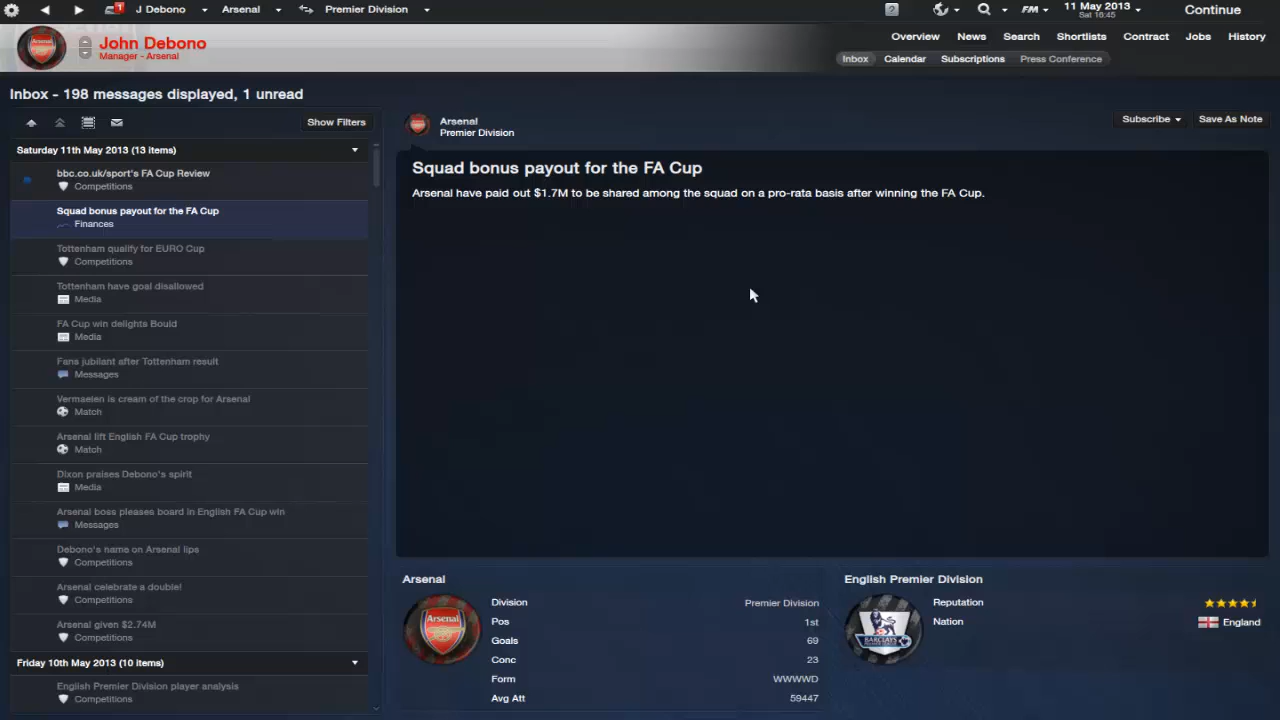 J Debono
Arsenal
Premier Division
FM
11 May 2013
Sat 16:45
Continue
John Debono
Manager - Arsenal
Overview
News
Search
Shortlists
Contract
Jobs
History
Inbox
Calendar
Subscriptions
Press Conference
Inbox - 198 messages displayed, 1 unread
Show Filters
Saturday 11th May 2013 (13 items)
bbc.co.uk/sport's FA Cup Review
Competitions
Squad bonus payout for the FA Cup
Finances
Tottenham qualify for EURO Cup
Competitions
Tottenham have goal disallowed
Media
FA Cup win delights Bould
Media
Fans jubilant after Tottenham result
Messages
Vermaelen is cream of the crop for Arsenal
Match
Arsenal lift English FA Cup trophy
Match
Dixon praises Debono's spirit
Media
Arsenal boss pleases board in English FA Cup win
Messages
Debono's name on Arsenal lips
Competitions
Arsenal celebrate a double!
Competitions
Arsenal given $2.74M
Competitions
Friday 10th May 2013 (10 items)
English Premier Division player analysis
Competitions
Arsenal
Premier Division
Subscribe
Save As Note
Squad bonus payout for the FA Cup
Arsenal have paid out $1.7M to be shared among the squad on a pro-rata basis after winning the FA Cup.
Arsenal
Arsenal
Division Premier Division
Pos 1st
Goals 69
Conc 23
Form WWWWD
Avg Att 59447
English Premier Division
BARCLAYS
Reputation
Nation England